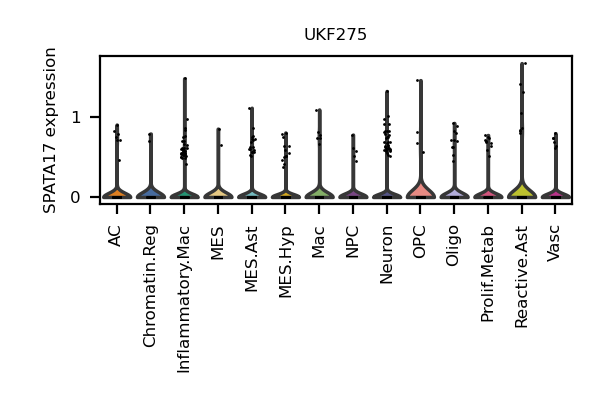 UKF275
SPATA17 expression
1
0
AC
Chromatin.Reg
Inflammatory.Mac
MES
MES.Ast
MES.Hyp
Mac
NPC
Neuron
OPC
Oligo
Prolif.Metab
Reactive.Ast
Vasc